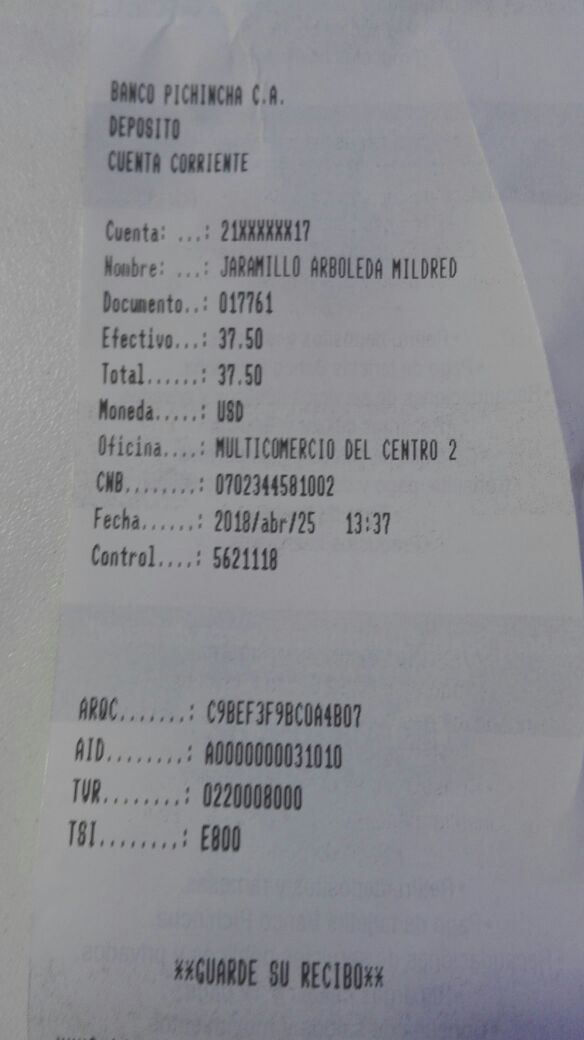 BANCO PICHINCHA C.A.
DEPOSITO
CUENTA CORRIENTE
Cuenta: ...: 21XXXXXX17
Nombre: ...: JARAMILLO ARBOLEDA MILDRED
Documento..: 017761
Efectivo...: 37.50
Total......: 37.50
Moneda.....: USD
Oficina....: MULTICOMERCIO DEL CENTRO 2
CNB........: 0702344581002
Fecha......: 2018/abr/25 13:37
Control....: 5621118
ARQC.......: C9BEF3F9BC0A4B07
AID........: A0000000031010
TVR........: 0220008000
TSI........: E800
**GUARDE SU RECIBO**